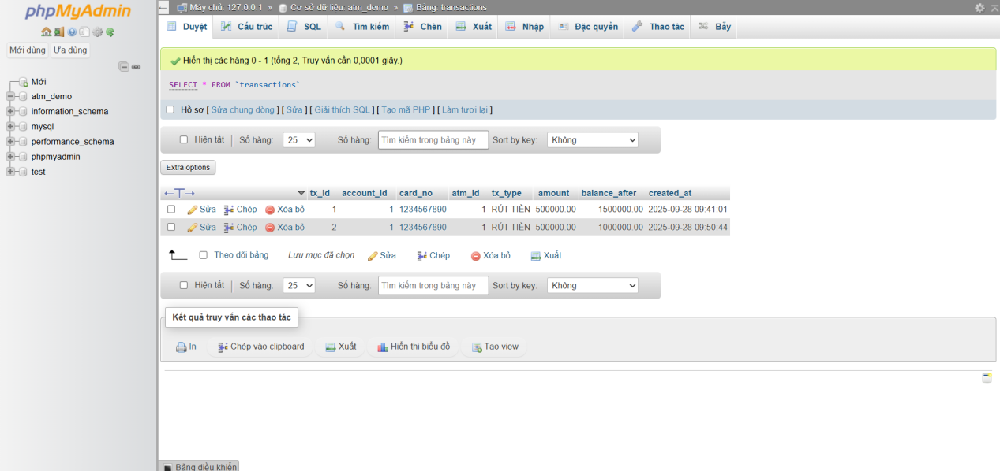 phpMyAdmin
Mới dùng Ưa dùng
Mới
atm_demo
information_schema
mysql
performance_schema
phpmyadmin
test
Máy chủ: 127.0.0.1 » Cơ sở dữ liệu: atm_demo » Bảng: transactions
Duyệt Cấu trúc SQL Tìm kiếm Chèn Xuất Nhập Đặc quyền Thao tác Bẫy
Hiển thị các hàng 0 - 1 (tổng 2, Truy vấn cần 0,0001 giây.)
SELECT * FROM `transactions`
Hồ sơ [ Sửa chung dòng ] [ Sửa ] [ Giải thích SQL ] [ Tạo mã PHP ] [ Làm tươi lại ]
Hiện tất Số hàng: 25 Số hàng: Tìm kiếm trong bảng này Sort by key: Không
Extra options
←T→ tx_id account_id card_no atm_id tx_type amount balance_after created_at
Sửa Chép Xóa bỏ 1 1 1234567890 1 RÚT TIỀN 500000.00 1500000.00 2025-09-28 09:41:01
Sửa Chép Xóa bỏ 2 1 1234567890 1 RÚT TIỀN 500000.00 1000000.00 2025-09-28 09:50:44
Theo dõi bảng Lưu mục đã chọn Sửa Chép Xóa bỏ Xuất
Hiện tất Số hàng: 25 Số hàng: Tìm kiếm trong bảng này Sort by key: Không
Kết quả truy vấn các thao tác
In Chép vào clipboard Xuất Hiển thị biểu đồ Tạo view
Bảng điều khiển